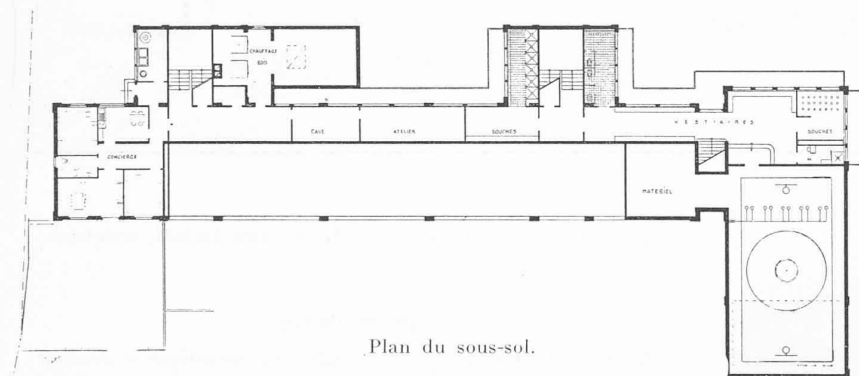 CHAUFFAGE
CAVE
ATELIER
DOUCHES
VESTIAIRES
DOUCHES
CONCIERGE
MATERIEL
Plan du sous-sol.